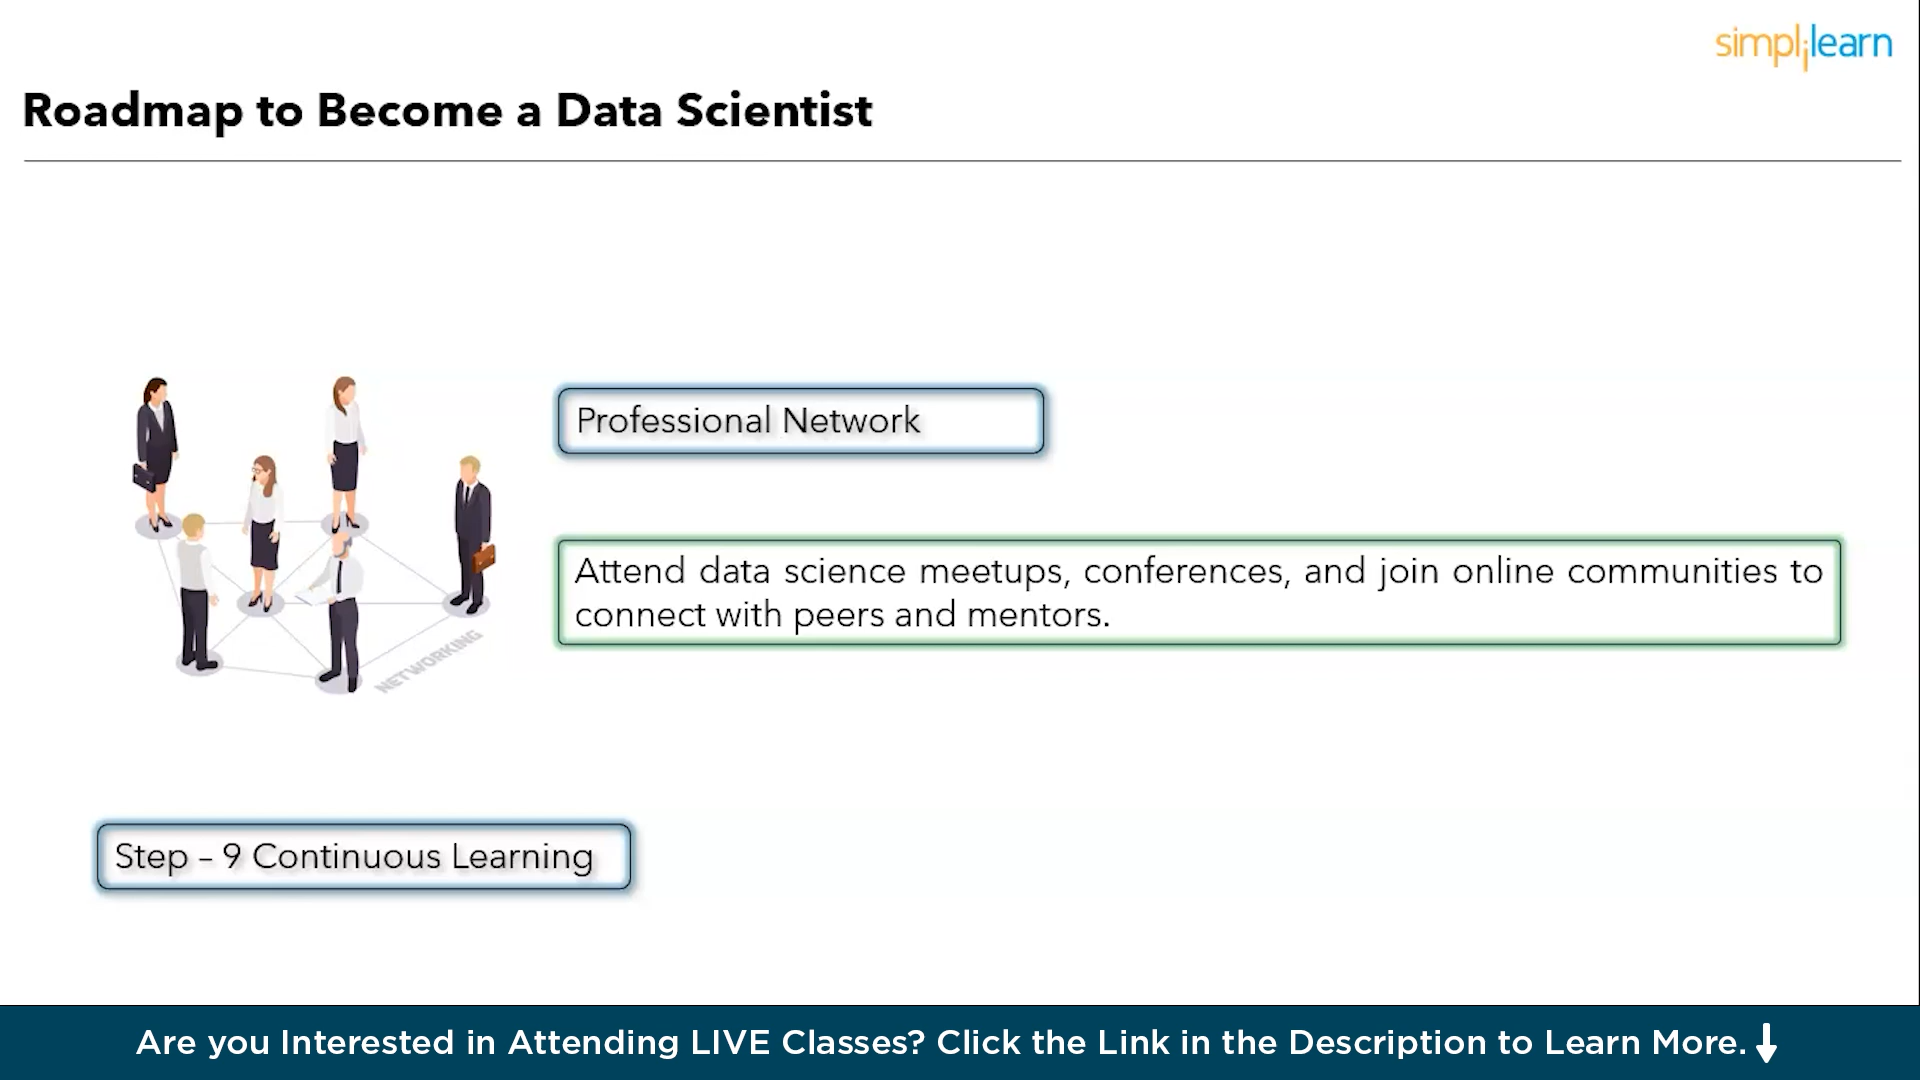 simplilearn
Roadmap to Become a Data Scientist
Professional Network
Attend data science meetups, conferences, and join online communities to
connect with peers and mentors.
NETWORKING
Step – 9 Continuous Learning
Are you Interested in Attending LIVE Classes? Click the Link in the Description to Learn More.